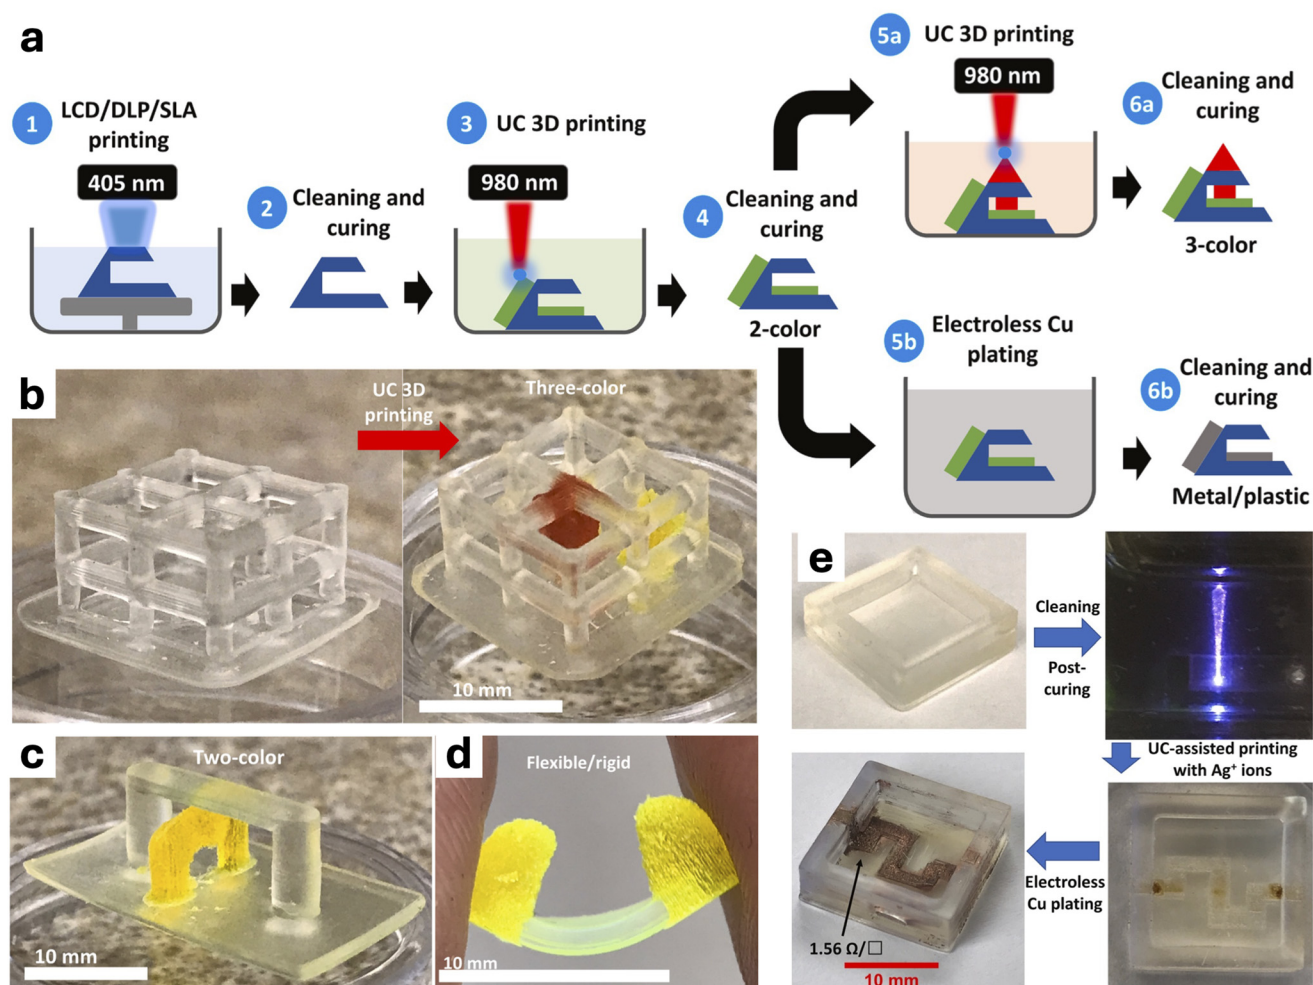 a
1
LCD/DLP/SLA
printing
405 nm
2
Cleaning and
curing
3
UC 3D printing
980 nm
4
Cleaning and
curing
2-color
5a
UC 3D printing
980 nm
6a
Cleaning and
curing
3-color
5b
Electroless Cu
plating
6b
Cleaning and
curing
Metal/plastic
b
UC 3D
printing
Three-color
10 mm
c
Two-color
10 mm
d
Flexible/rigid
10 mm
e
Cleaning
Post-
curing
UC-assisted printing
with Ag⁺ ions
Electroless
Cu plating
1.56 Ω/□
10 mm